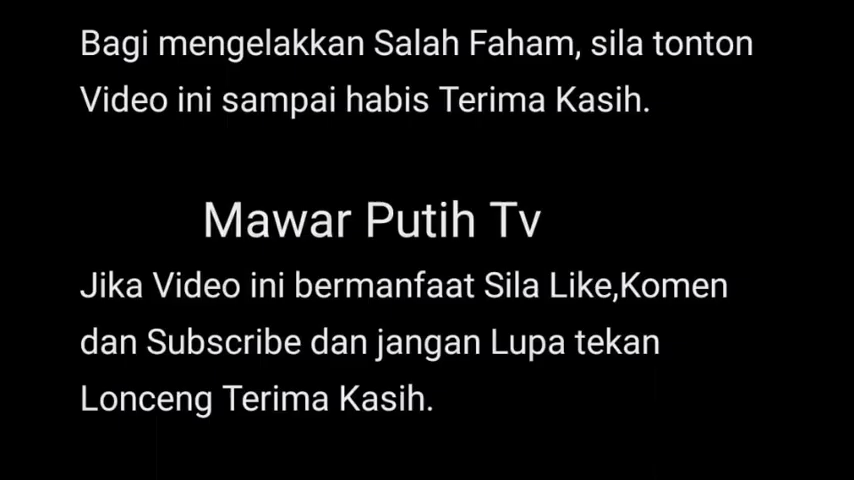 Bagi mengelakkan Salah Faham, sila tonton
Video ini sampai habis Terima Kasih.
Mawar Putih Tv
Jika Video ini bermanfaat Sila Like,Komen
dan Subscribe dan jangan Lupa tekan
Lonceng Terima Kasih.